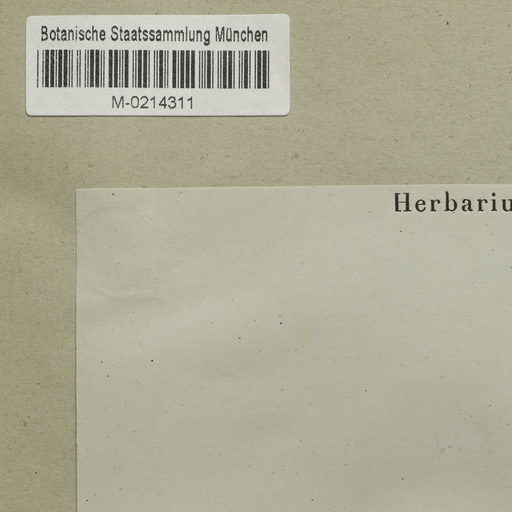 Botanische Staatssammlung München
M-0214311
Herbariu